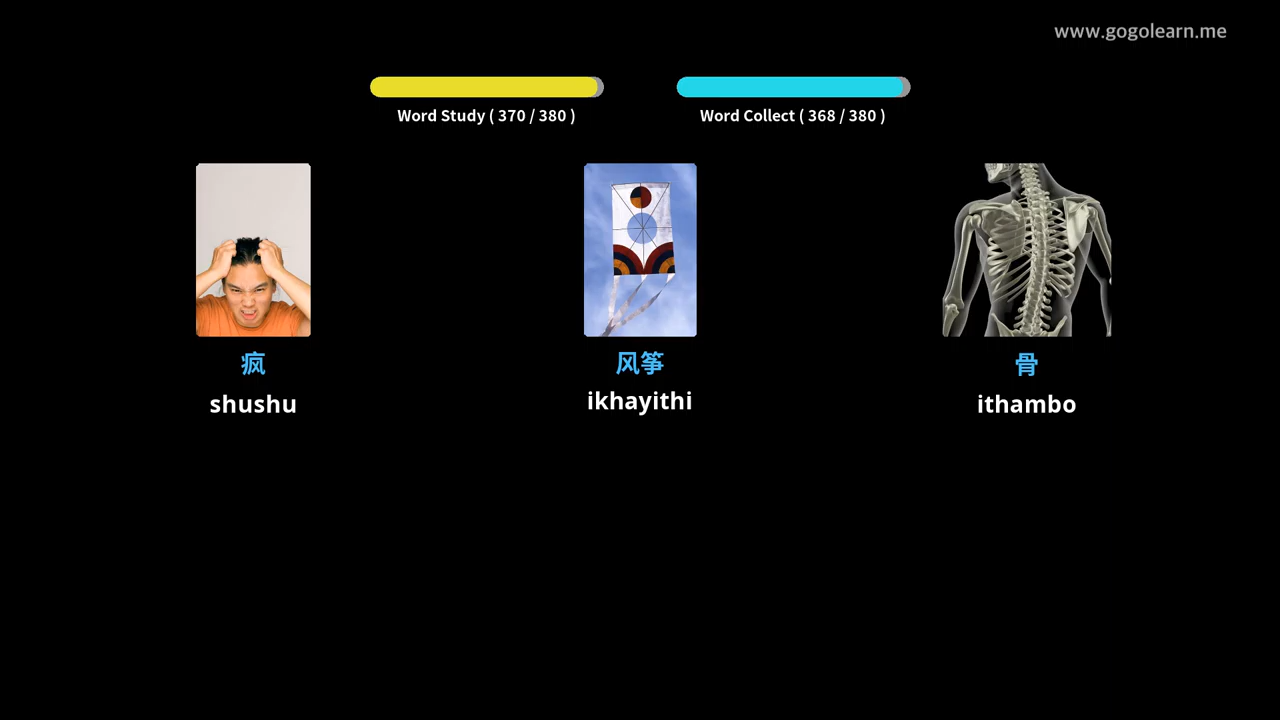 www.gogolearn.me
Word Study ( 370 / 380 )
Word Collect ( 368 / 380 )
疯
风筝
骨
shushu
ikhayithi
ithambo